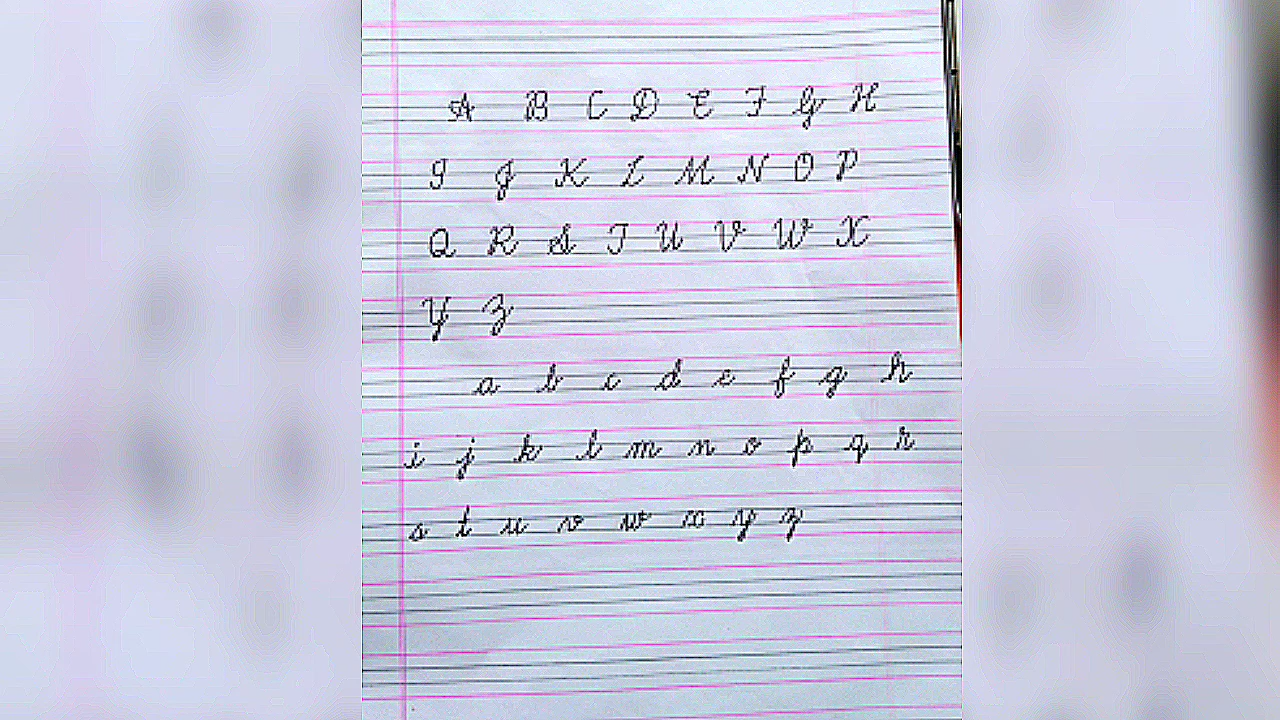 A B C D E F G H
I J K L M N O P
Q R S T U V W X
Y Z
a b c d e f g h
i j k l m n o p q r
s t u v w x y z